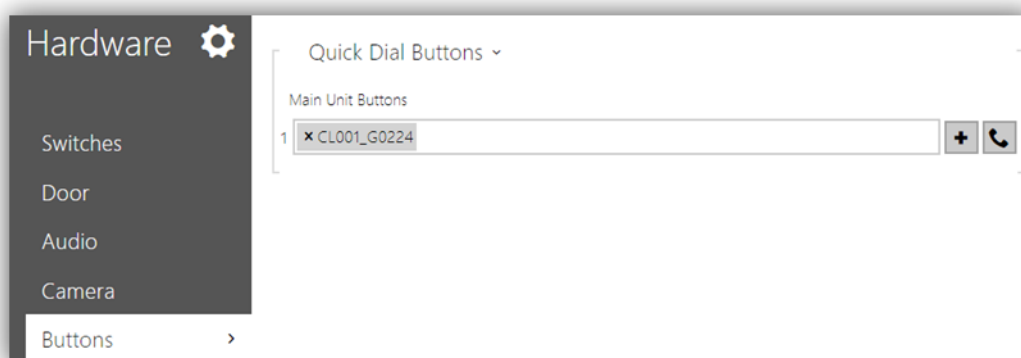 Hardware
Switches
Door
Audio
Camera
Buttons
Quick Dial Buttons
Main Unit Buttons
1 × CL001_G0224